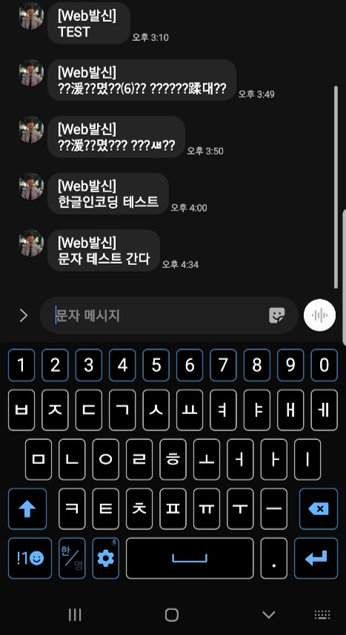 [Web발신]
TEST
오후 3:10
[Web발신]
??湲??몄??(6)?? ??????蹂대??
오후 3:49
[Web발신]
??湲??몄??? ???쇄??
오후 3:50
[Web발신]
한글인코딩 테스트
오후 4:00
[Web발신]
문자 테스트 간다
오후 4:34
문자 메시지
1 2 3 4 5 6 7 8 9 0
ㅂ ㅈ ㄷ ㄱ ㅅ ㅛ ㅕ ㅑ ㅐ ㅔ
ㅁ ㄴ ㅇ ㄹ ㅎ ㅗ ㅓ ㅏ ㅣ
ㅋ ㅌ ㅊ ㅍ ㅠ ㅜ ㅡ
!1 한/영 .